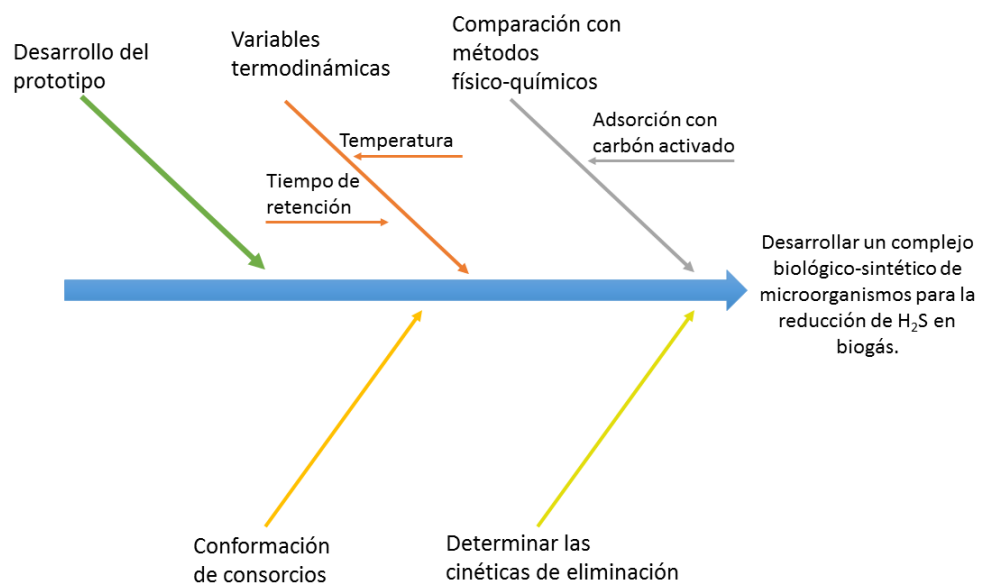 Desarrollo del
prototipo
Variables
termodinámicas
Comparación con
métodos
físico-químicos
Temperatura
Tiempo de
retención
Adsorción con
carbón activado
Desarrollar un complejo
biológico-sintético de
microorganismos para la
reducción de H₂S en
biogás.
Conformación
de consorcios
Determinar las
cinéticas de eliminación